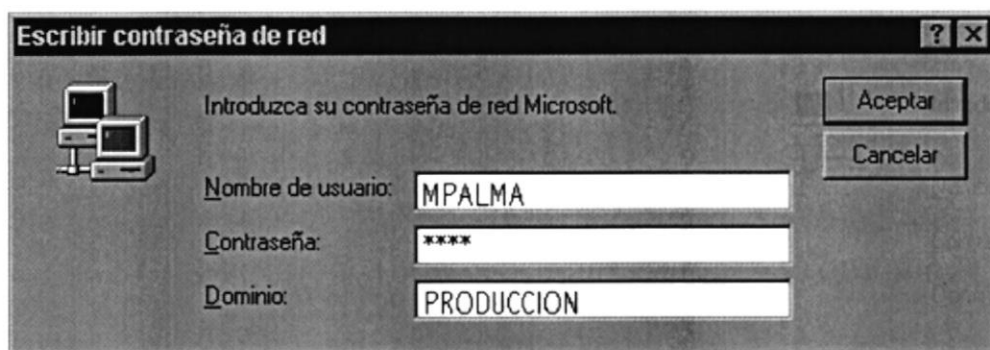 Escribir contraseña de red
Introduzca su contraseña de red Microsoft.
Aceptar
Cancelar
Nombre de usuario: MPALMA
Contraseña: ****
Dominio: PRODUCCION